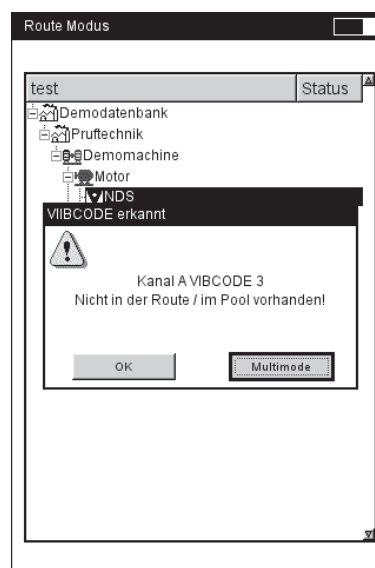 Route Modus
test Status
Demodatenbank
Pruftechnik
Demomachine
Motor
NDS
VIIBCODE erkannt
Kanal A VIBCODE 3
Nicht in der Route / im Pool vorhanden!
OK Multimode